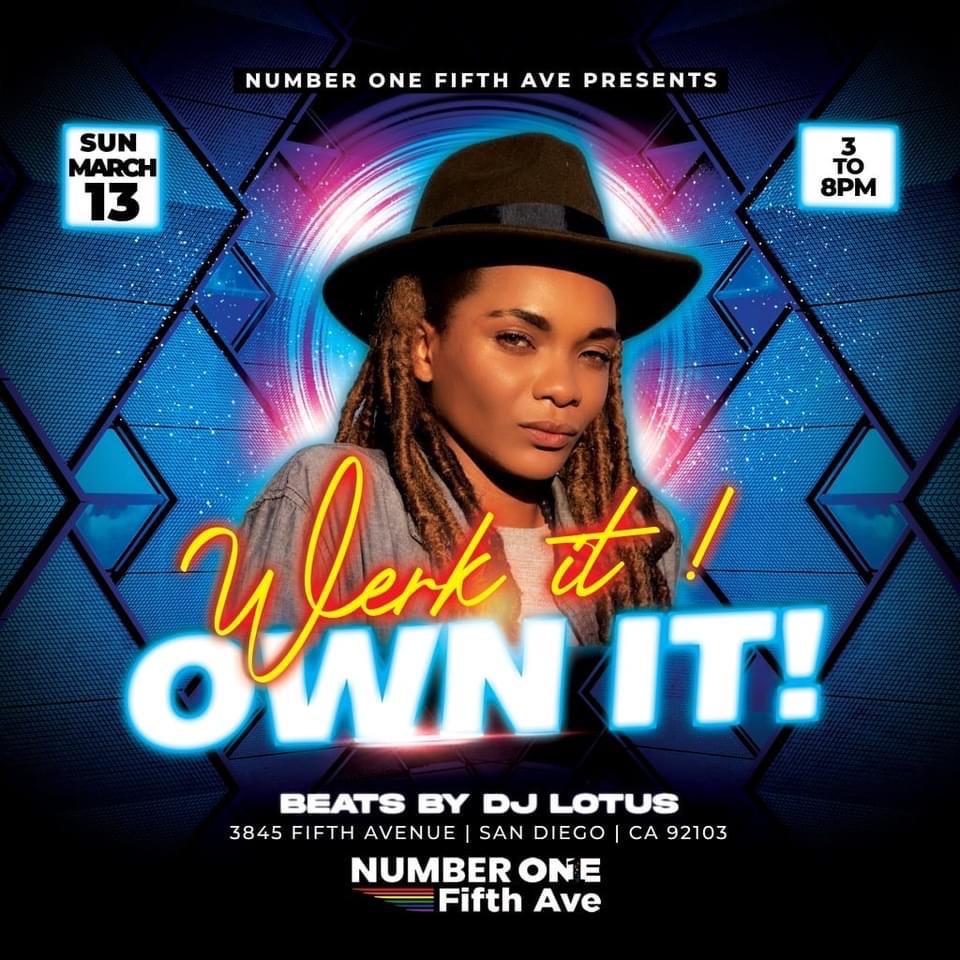 NUMBER ONE FIFTH AVE PRESENTS
SUN
MARCH
13
3
TO
8PM
Werk it !
OWN IT!
BEATS BY DJ LOTUS
3845 FIFTH AVENUE | SAN DIEGO | CA 92103
NUMBER ONE
Fifth Ave